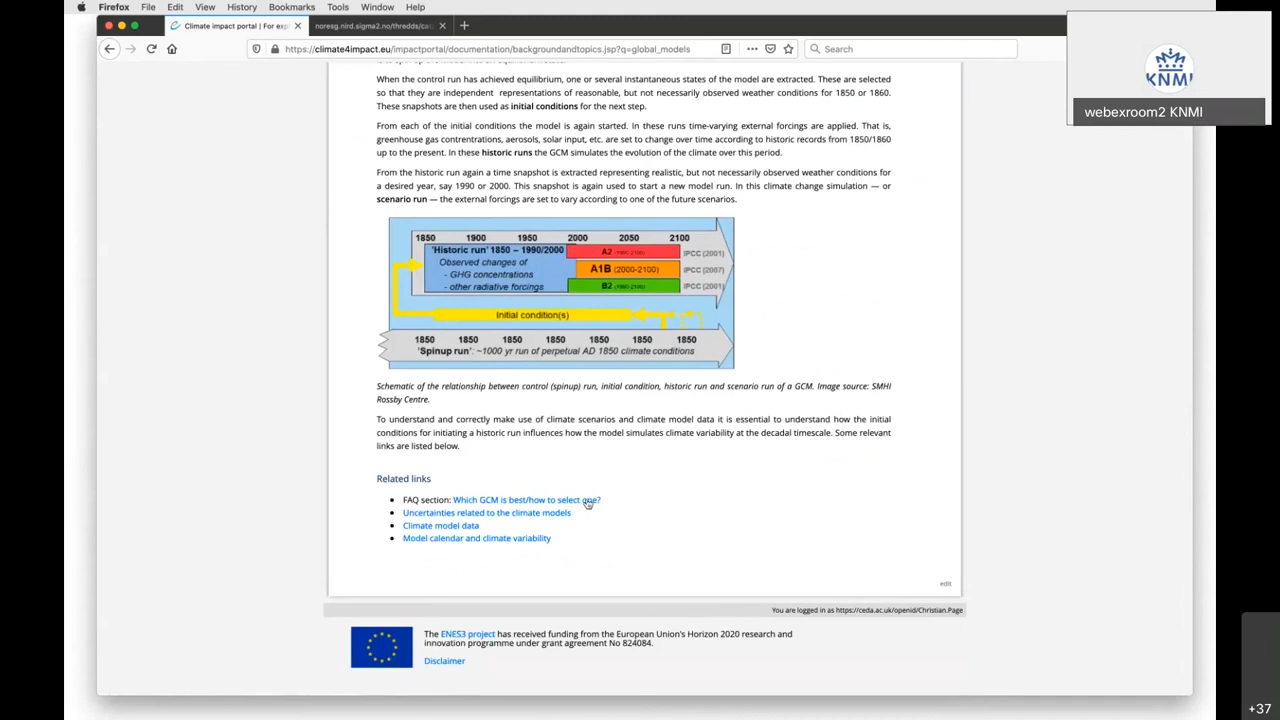 Firefox File Edit View History Bookmarks Tools Window Help
Climate impact portal | For exp
noresg.nird.sigma2.no/thredds/cat
https://climate4impact.eu/impactportal/documentation/backgroundandtopics.jsp?q=global_models
Search
KNMI
webexroom2 KNMI
When the control run has achieved equilibrium, one or several instantaneous states of the model are extracted. These are selected
so that they are independent representations of reasonable, but not necessarily observed weather conditions for 1850 or 1860.
These snapshots are then used as initial conditions for the next step.
From each of the initial conditions the model is again started. In these runs time-varying external forcings are applied. That is,
greenhouse gas contrentrations, aerosols, solar input, etc. are set to change over time according to historic records from 1850/1860
up to the present. In these historic runs the GCM simulates the evolution of the climate over this period.
From the historic run again a time snapshot is extracted representing realistic, but not necessarily observed weather conditions for
a desired year, say 1990 or 2000. This snapshot is again used to start a new model run. In this climate change simulation — or
scenario run — the external forcings are set to vary according to one of the future scenarios.
1850 1900 1950 2000 2050 2100
'Historic run' 1850 – 1990/2000
Observed changes of
- GHG concentrations
- other radiative forcings
A2
IPCC (2001)
A1B (2000-2100)
IPCC (2007)
B2
IPCC (2001)
Initial condition(s)
1850 1850 1850 1850 1850 1850 1850
'Spinup run': ~1000 yr run of perpetual AD 1850 climate conditions
Schematic of the relationship between control (spinup) run, initial condition, historic run and scenario run of a GCM. Image source: SMHI
Rossby Centre.
To understand and correctly make use of climate scenarios and climate model data it is essential to understand how the initial
conditions for initiating a historic run influences how the model simulates climate variability at the decadal timescale. Some relevant
links are listed below.
Related links
FAQ section: Which GCM is best/how to select one?
Uncertainties related to the climate models
Climate model data
Model calendar and climate variability
edit
You are logged in as https://ceda.ac.uk/openid/Christian.Page
The ENES3 project has received funding from the European Union's Horizon 2020 research and
innovation programme under grant agreement No 824084.
Disclaimer
+37